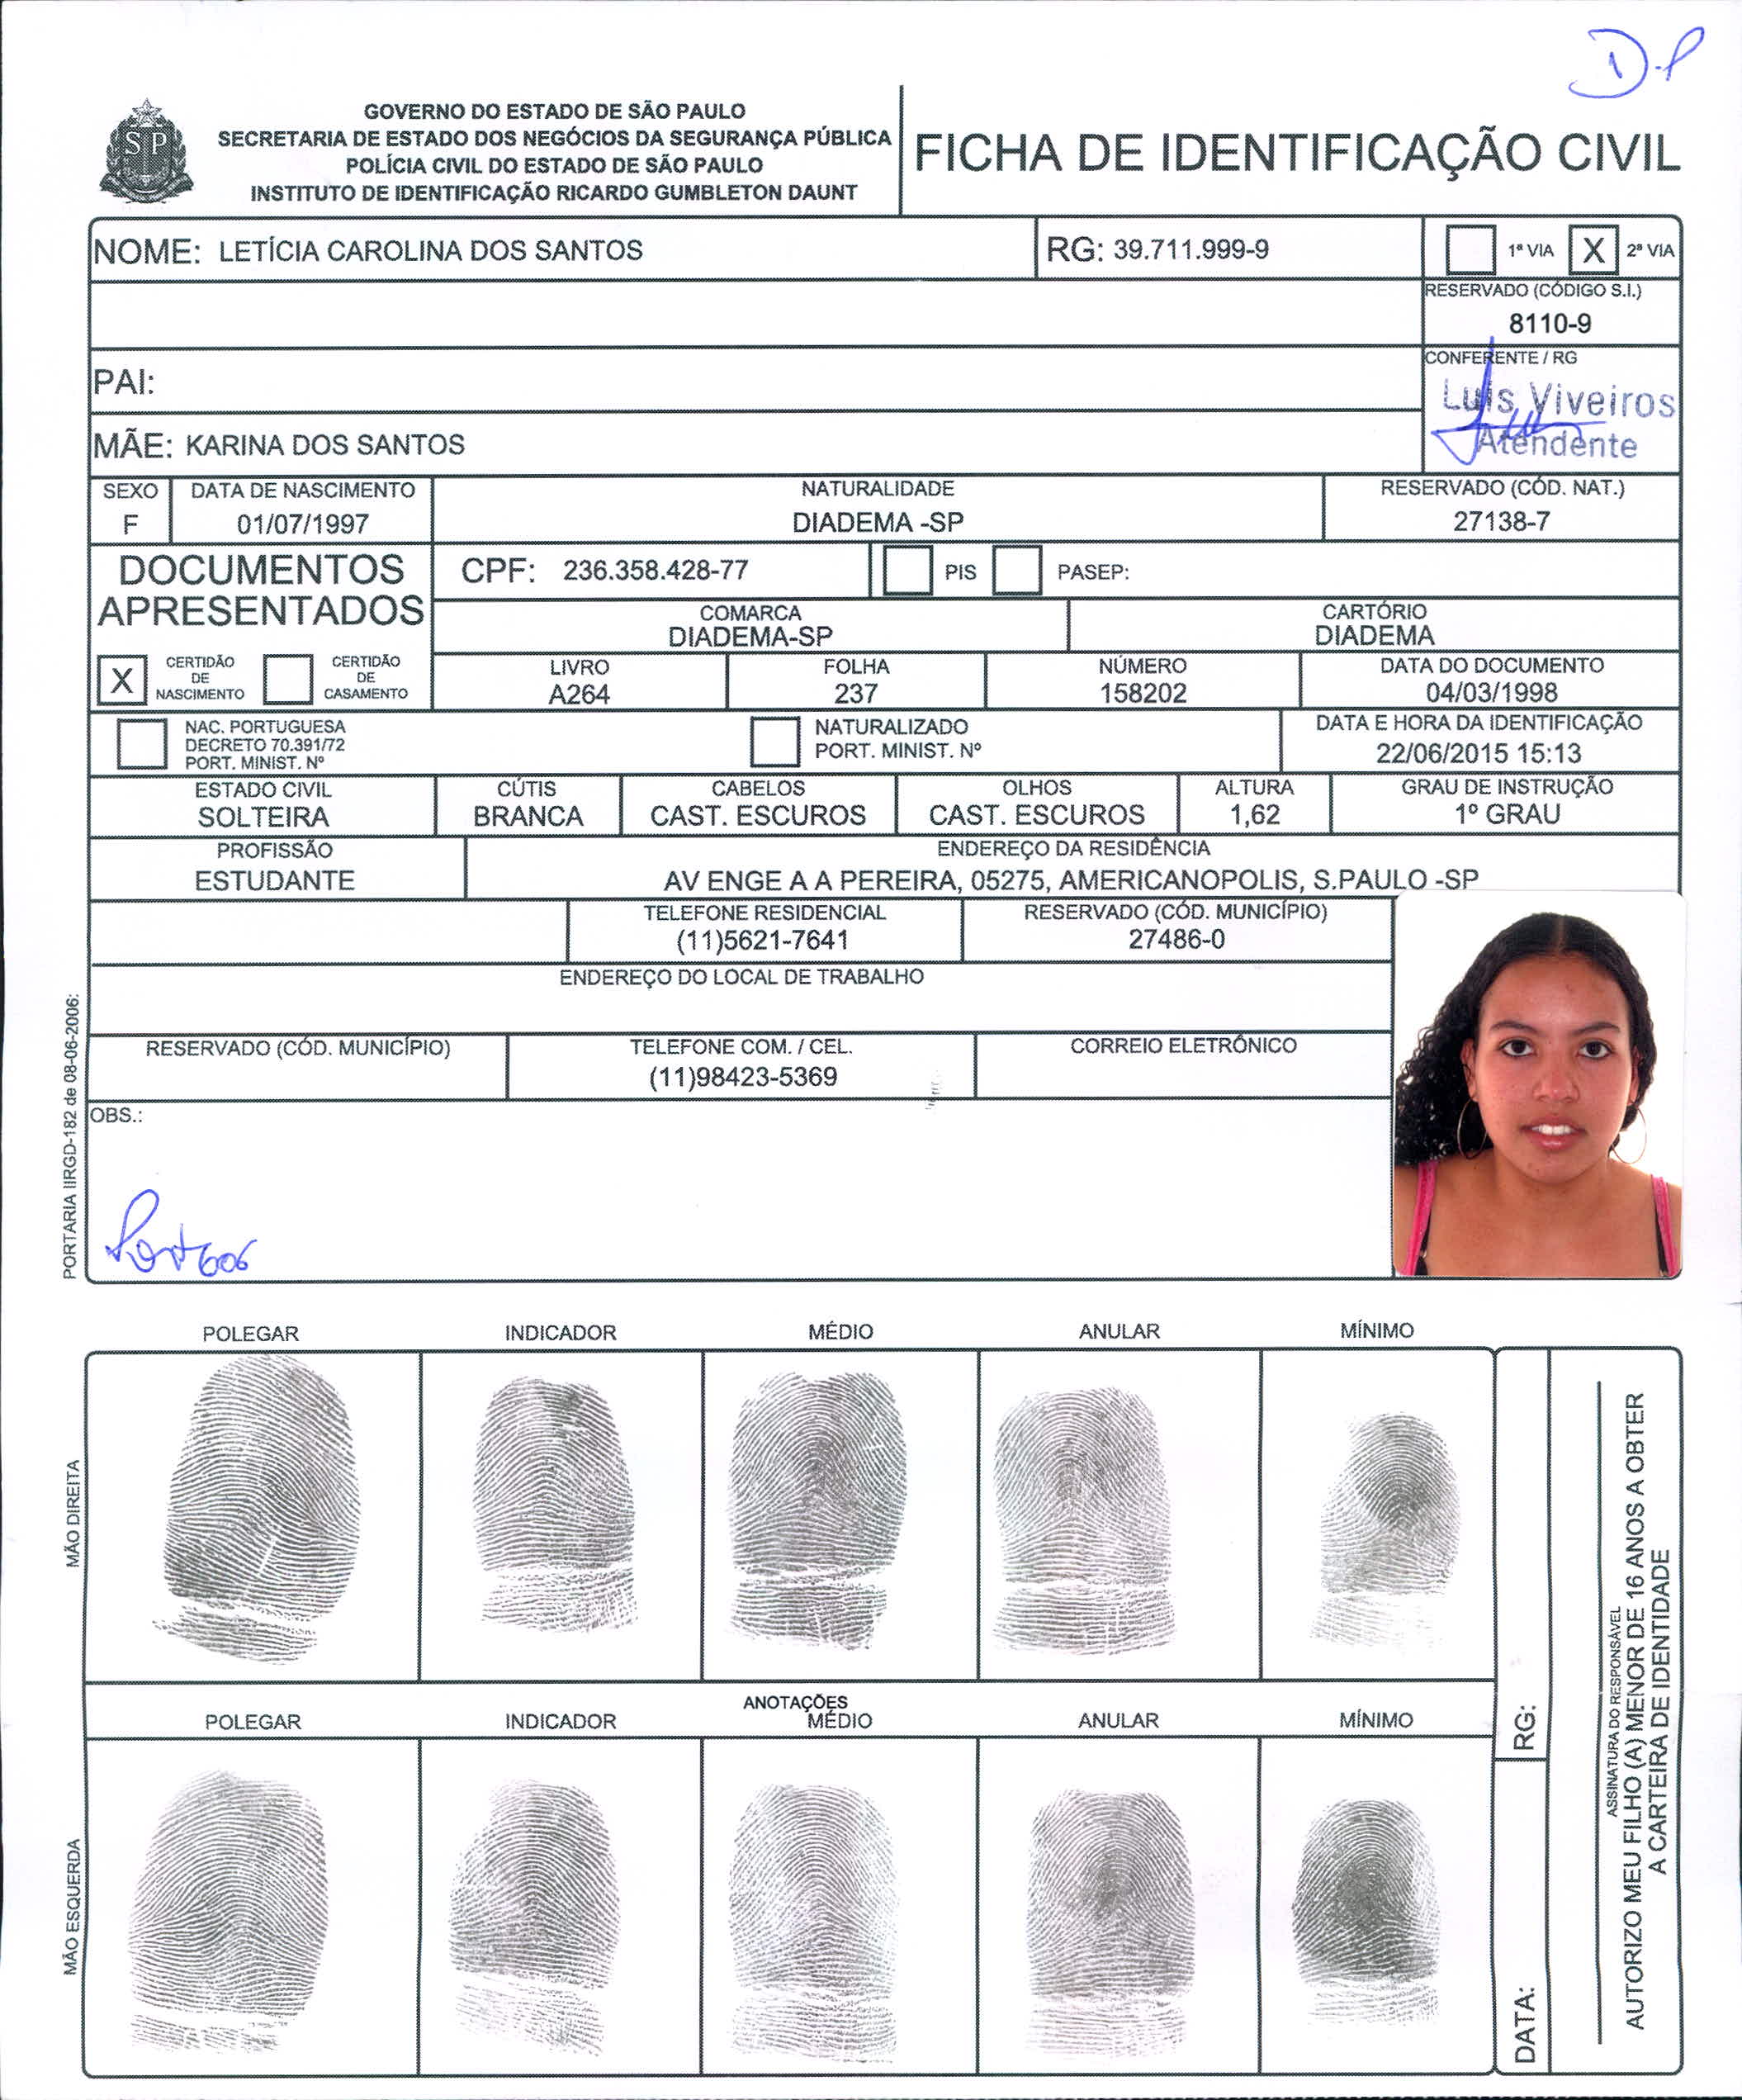 GOVERNO DO ESTADO DE SÃO PAULO
SECRETARIA DE ESTADO DOS NEGÓCIOS DA SEGURANÇA PÚBLICA
POLÍCIA CIVIL DO ESTADO DE SÃO PAULO
INSTITUTO DE IDENTIFICAÇÃO RICARDO GUMBLETON DAUNT
SP
FICHA DE IDENTIFICAÇÃO CIVIL
NOME: LETÍCIA CAROLINA DOS SANTOS
RG: 39.711.999-9
1ª VIA X 2ª VIA
RESERVADO (CÓDIGO S.I.)
8110-9
PAI:
CONFERENTE / RG
Luis Viveiros
Atendente
MÃE: KARINA DOS SANTOS
SEXO
F
DATA DE NASCIMENTO
01/07/1997
NATURALIDADE
DIADEMA -SP
RESERVADO (CÓD. NAT.)
27138-7
DOCUMENTOS
APRESENTADOS
CPF: 236.358.428-77
PIS
PASEP:
COMARCA
DIADEMA-SP
CARTÓRIO
DIADEMA
X CERTIDÃO
DE
NASCIMENTO
CERTIDÃO
DE
CASAMENTO
LIVRO
A264
FOLHA
237
NÚMERO
158202
DATA DO DOCUMENTO
04/03/1998
NAC. PORTUGUESA
DECRETO 70.391/72
PORT. MINIST. Nº
NATURALIZADO
PORT. MINIST. Nº
DATA E HORA DA IDENTIFICAÇÃO
22/06/2015 15:13
ESTADO CIVIL
SOLTEIRA
CÚTIS
BRANCA
CABELOS
CAST. ESCUROS
OLHOS
CAST. ESCUROS
ALTURA
1,62
GRAU DE INSTRUÇÃO
1º GRAU
PROFISSÃO
ESTUDANTE
ENDEREÇO DA RESIDÊNCIA
AV ENGE A A PEREIRA, 05275, AMERICANOPOLIS, S.PAULO -SP
TELEFONE RESIDENCIAL
(11)5621-7641
RESERVADO (CÓD. MUNICÍPIO)
27486-0
ENDEREÇO DO LOCAL DE TRABALHO
RESERVADO (CÓD. MUNICÍPIO)
TELEFONE COM. / CEL.
(11)98423-5369
CORREIO ELETRÔNICO
OBS.:
PORTARIA IIRGD-182 de 08-06-2006:
POLEGAR
INDICADOR
MÉDIO
ANULAR
MÍNIMO
MÃO DIREITA
ANOTAÇÕES
POLEGAR
INDICADOR
MÉDIO
ANULAR
MÍNIMO
MÃO ESQUERDA
RG:
DATA:
ASSINATURA DO RESPONSÁVEL
AUTORIZO MEU FILHO (A) MENOR DE 16 ANOS A OBTER
A CARTEIRA DE IDENTIDADE